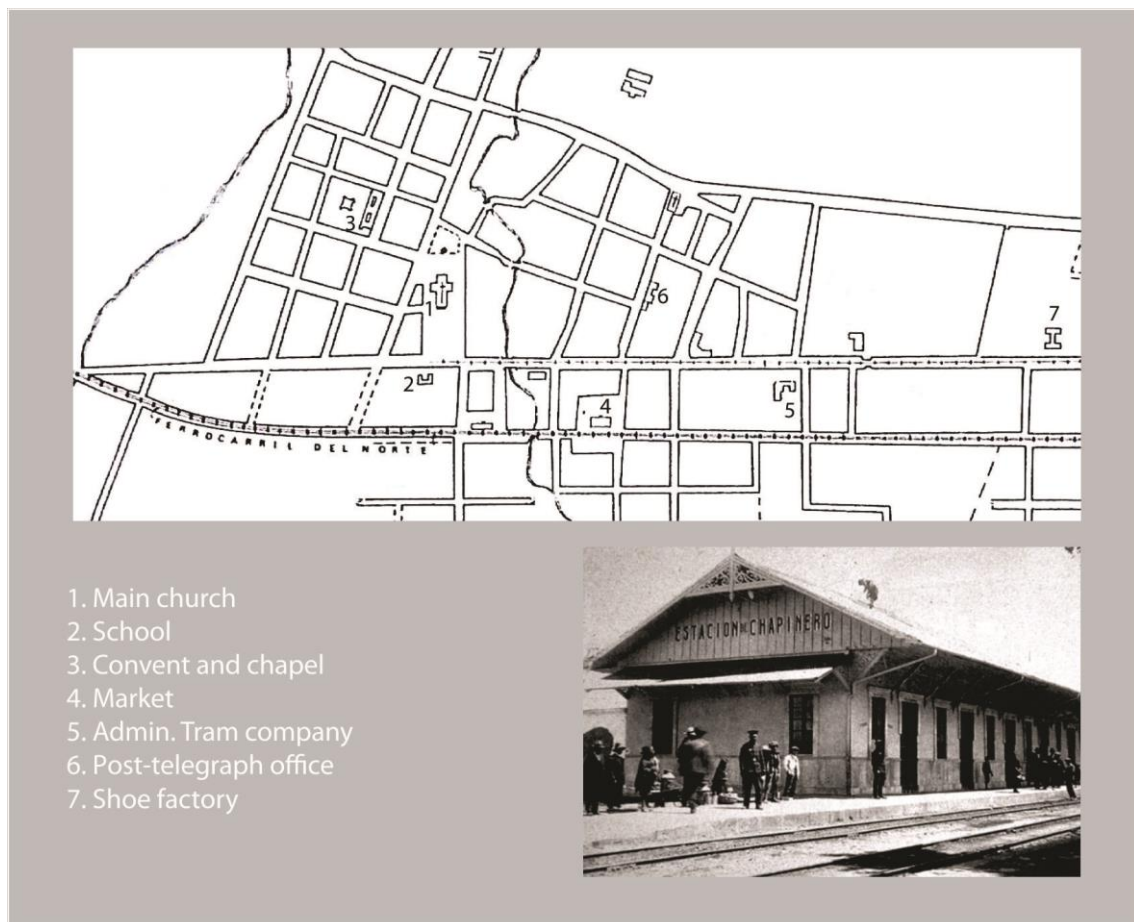 3
1
6
7
2
4
5
FERROCARRIL DEL NORTE
1. Main church
2. School
3. Convent and chapel
4. Market
5. Admin. Tram company
6. Post-telegraph office
7. Shoe factory
ESTACION DE CHAPINERO